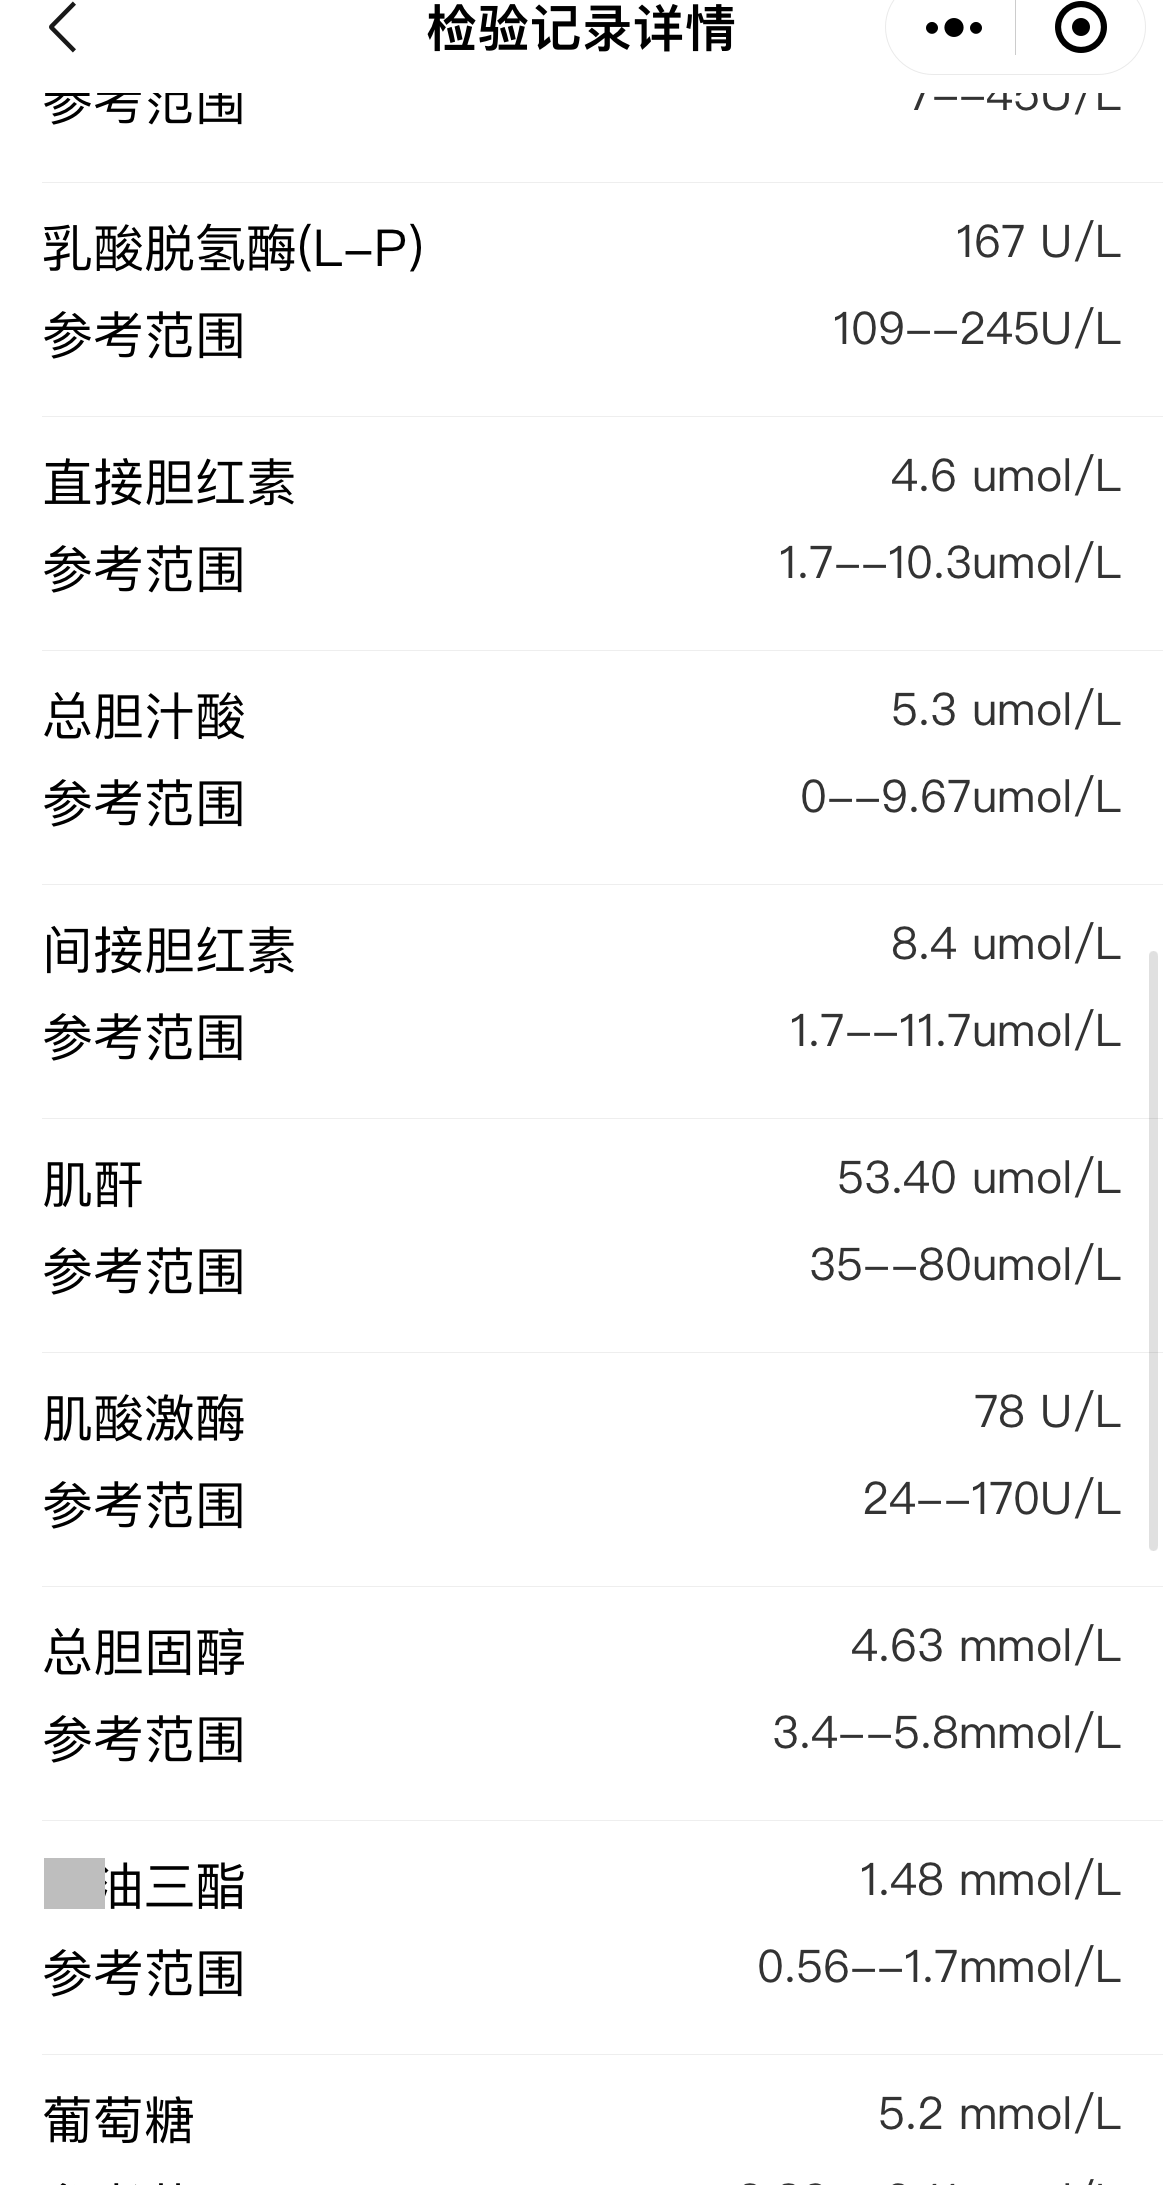 检验记录详情
参考范围 7--45U/L
乳酸脱氢酶(L-P) 167 U/L
参考范围 109--245U/L
直接胆红素 4.6 umol/L
参考范围 1.7--10.3umol/L
总胆汁酸 5.3 umol/L
参考范围 0--9.67umol/L
间接胆红素 8.4 umol/L
参考范围 1.7--11.7umol/L
肌酐 53.40 umol/L
参考范围 35--80umol/L
肌酸激酶 78 U/L
参考范围 24--170U/L
总胆固醇 4.63 mmol/L
参考范围 3.4--5.8mmol/L
油三酯 1.48 mmol/L
参考范围 0.56--1.7mmol/L
葡萄糖 5.2 mmol/L